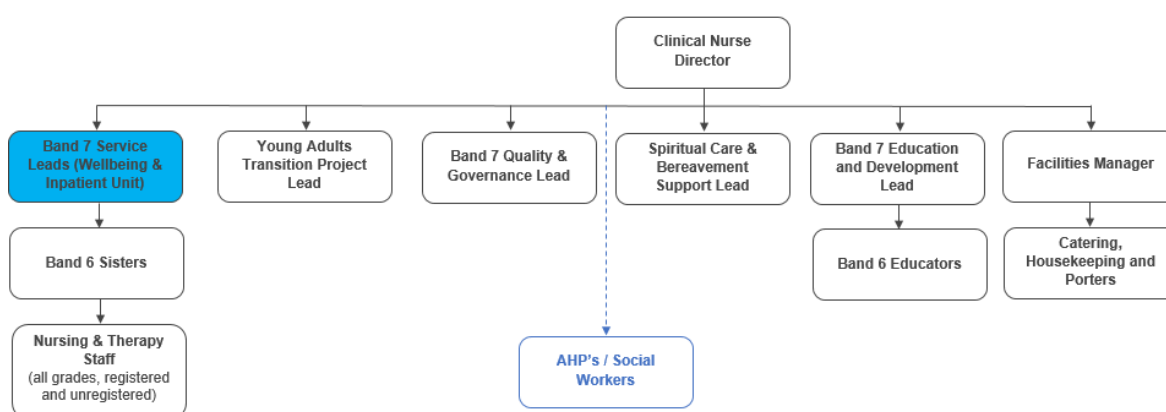 Clinical Nurse
Director
Band 7 Service
Leads (Wellbeing &
Inpatient Unit)
Young Adults
Transition Project
Lead
Band 7 Quality &
Governance Lead
Spiritual Care &
Bereavement
Support Lead
Band 7 Education
and Development
Lead
Facilities Manager
Band 6 Sisters
Band 6 Educators
Catering,
Housekeeping and
Porters
Nursing & Therapy
Staff
(all grades, registered
and unregistered)
AHP's / Social
Workers